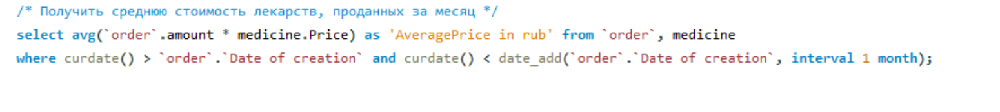 /* Получить среднюю стоимость лекарств, проданных за месяц */
select avg(`order`.amount * medicine.Price) as 'AveragePrice in rub' from `order`, medicine
where curdate() > `order`.`Date of creation` and curdate() < date_add(`order`.`Date of creation`, interval 1 month);